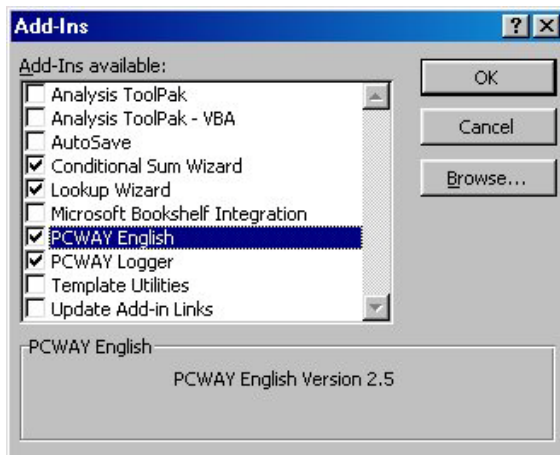 Add-Ins
Add-Ins available:
Analysis ToolPak
Analysis ToolPak - VBA
AutoSave
Conditional Sum Wizard
Lookup Wizard
Microsoft Bookshelf Integration
PCWAY English
PCWAY Logger
Template Utilities
Update Add-in Links
OK
Cancel
Browse...
PCWAY English
PCWAY English Version 2.5